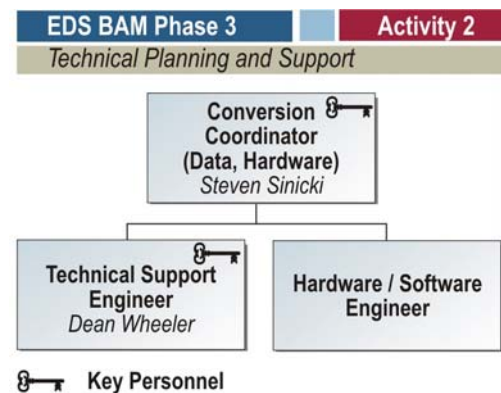 EDS BAM Phase 3 Activity 2
Technical Planning and Support
Conversion
Coordinator
(Data, Hardware)
Steven Sinicki
Technical Support
Engineer
Dean Wheeler
Hardware / Software
Engineer
Key Personnel